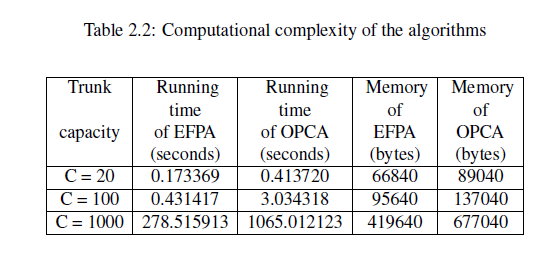 Table 2.2: Computational complexity of the algorithms
Trunk Running Running Memory Memory
time time of of
capacity of EFPA of OPCA EFPA OPCA
(seconds) (seconds) (bytes) (bytes)
C = 20 0.173369 0.413720 66840 89040
C = 100 0.431417 3.034318 95640 137040
C = 1000 278.515913 1065.012123 419640 677040